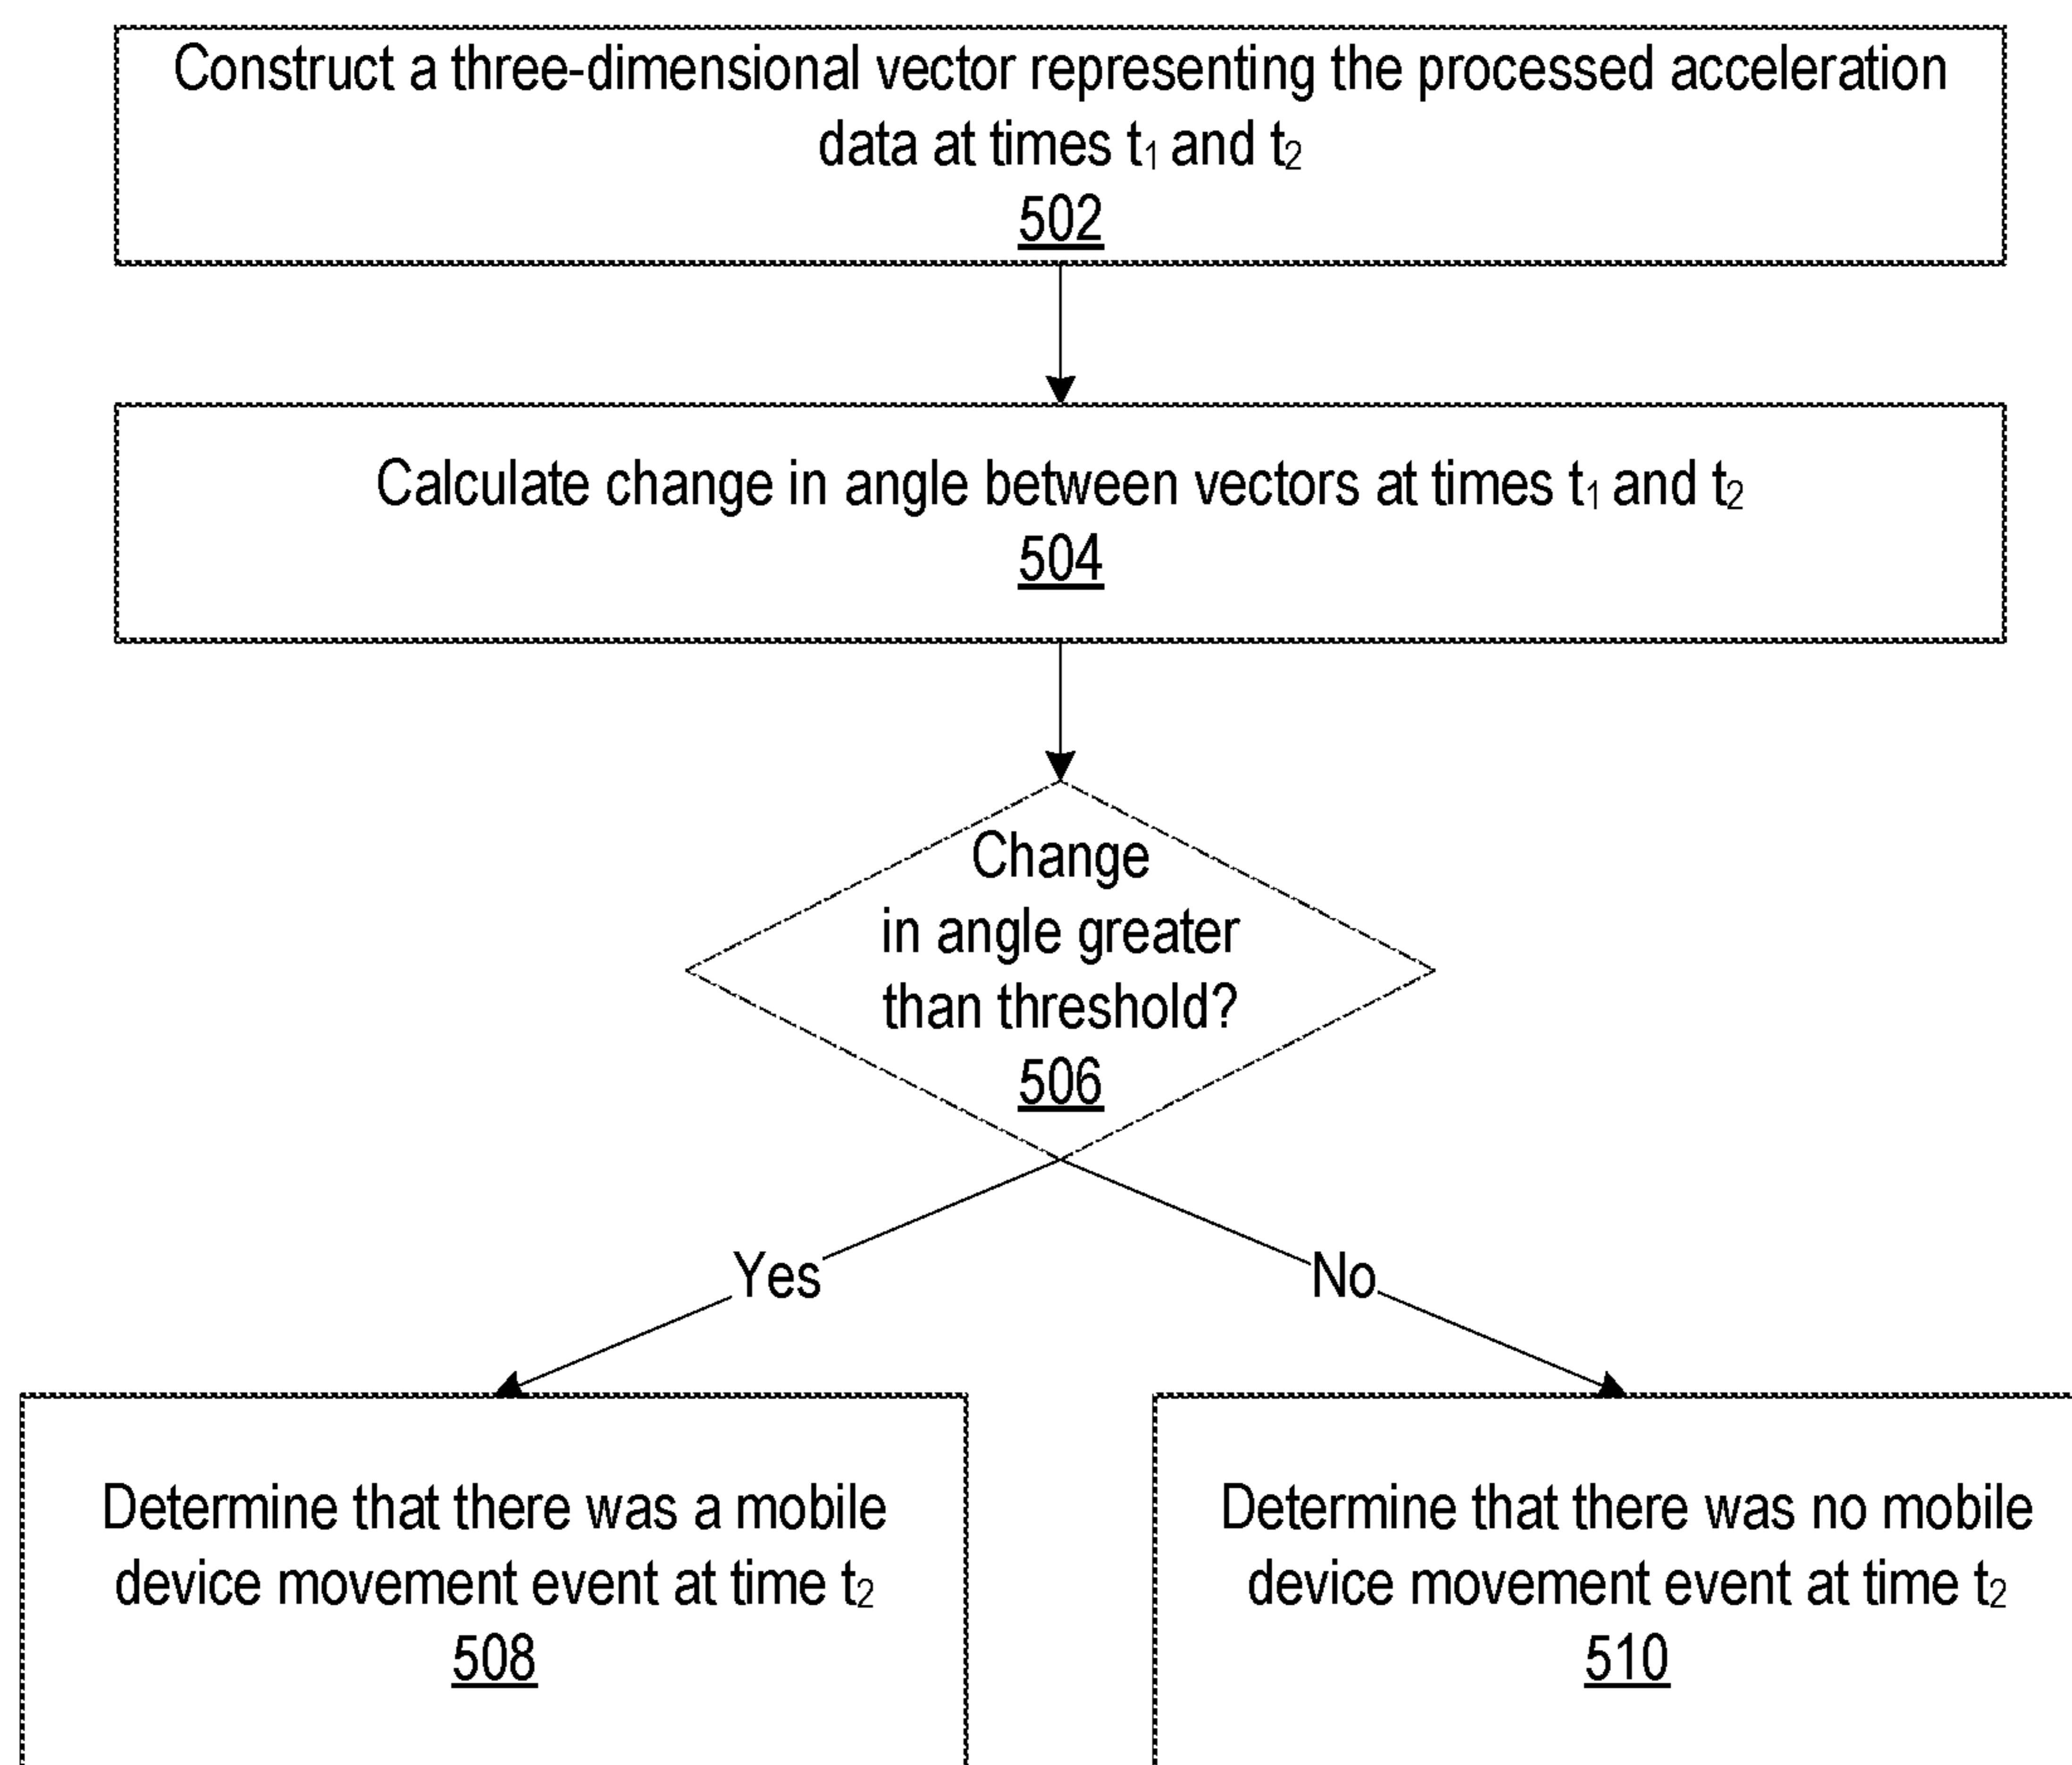 Construct a three-dimensional vector representing the processed acceleration
data at times t₁ and t₂
502
Calculate change in angle between vectors at times t₁ and t₂
504
Change
in angle greater
than threshold?
506
Yes
No
Determine that there was a mobile
device movement event at time t₂
508
Determine that there was no mobile
device movement event at time t₂
510